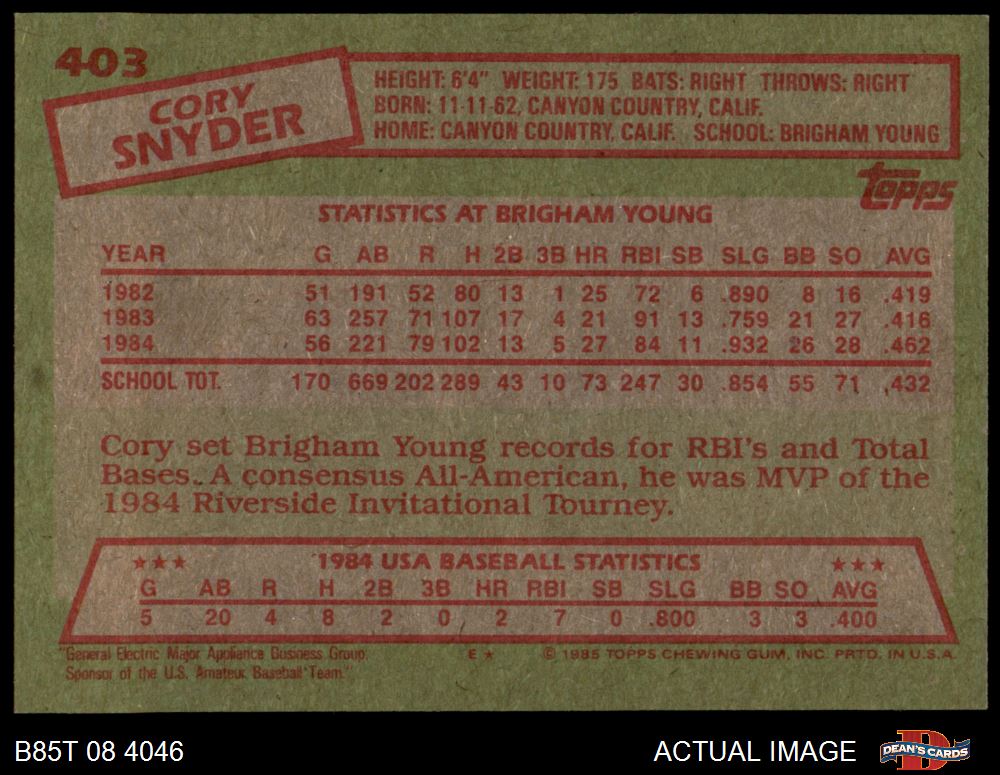 403
CORY
SNYDER
HEIGHT: 6'4" WEIGHT: 175 BATS: RIGHT THROWS: RIGHT
BORN: 11-11-62, CANYON COUNTRY, CALIF.
HOME: CANYON COUNTRY, CALIF. SCHOOL: BRIGHAM YOUNG
topps
STATISTICS AT BRIGHAM YOUNG
YEAR G AB R H 2B 3B HR RBI SB SLG BB SO AVG
1982 51 191 52 80 13 1 25 72 6 .890 8 16 .419
1983 63 257 71 107 17 4 21 91 13 .759 21 27 .416
1984 56 221 79 102 13 5 27 84 11 .932 26 28 .462
SCHOOL TOT. 170 669 202 289 43 10 73 247 30 .854 55 71 .432
Cory set Brigham Young records for RBI's and Total
Bases. A consensus All-American, he was MVP of the
1984 Riverside Invitational Tourney.
★★★ 1984 USA BASEBALL STATISTICS ★★★
G AB R H 2B 3B HR RBI SB SLG BB SO AVG
5 20 4 8 2 0 2 7 0 .800 3 3 .400
"General Electric Major Appliance Business Group, E ★ © 1985 TOPPS CHEWING GUM, INC. PRTD. IN U.S.A.
Sponsor of the U.S. Amateur Baseball Team."
B85T 08 4046 ACTUAL IMAGE DEAN'S CARDS